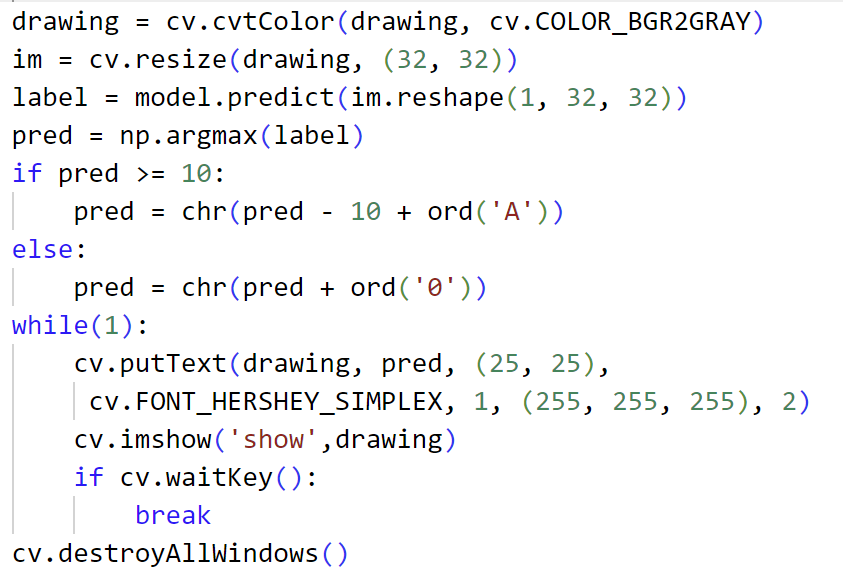 drawing = cv.cvtColor(drawing, cv.COLOR_BGR2GRAY)
im = cv.resize(drawing, (32, 32))
label = model.predict(im.reshape(1, 32, 32))
pred = np.argmax(label)
if pred >= 10:
    pred = chr(pred - 10 + ord('A'))
else:
    pred = chr(pred + ord('0'))
while(1):
    cv.putText(drawing, pred, (25, 25),
     cv.FONT_HERSHEY_SIMPLEX, 1, (255, 255, 255), 2)
    cv.imshow('show',drawing)
    if cv.waitKey():
        break
cv.destroyAllWindows()